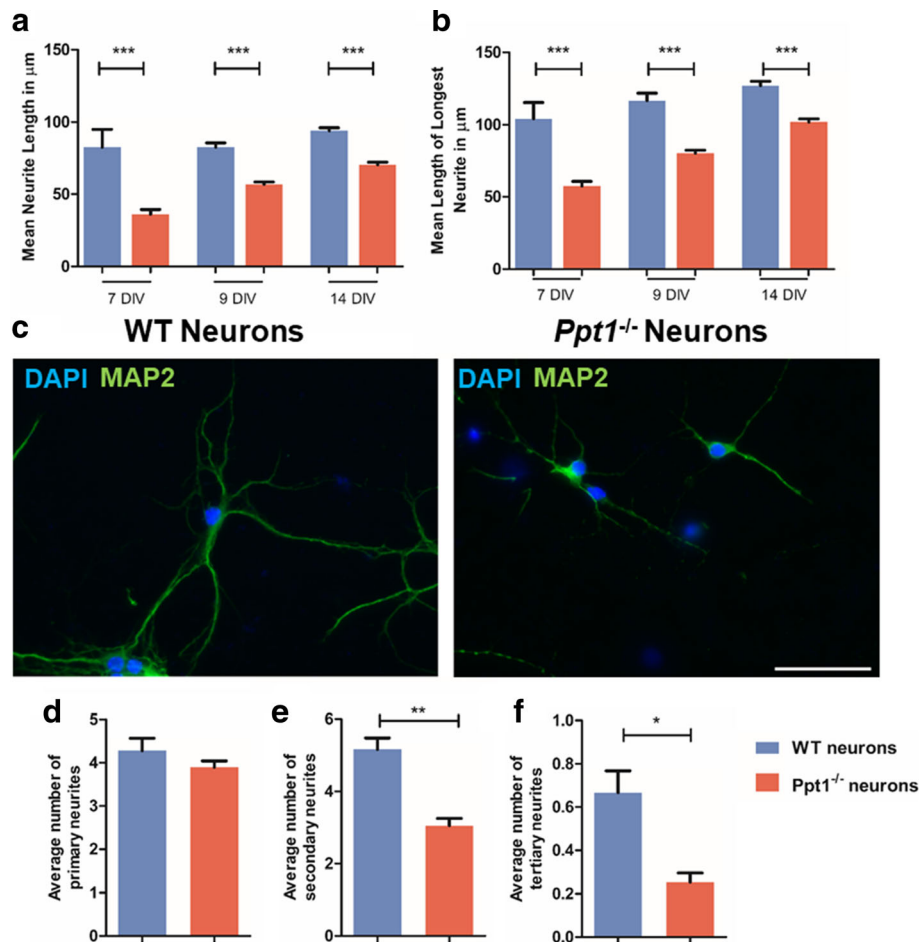 a
***
***
***
150
100
50
0
Mean Neurite Length in μm
7 DIV
9 DIV
14 DIV
b
***
***
***
150
100
50
0
Mean Length of Longest
Neurite in μm
7 DIV
9 DIV
14 DIV
c
WT Neurons
Ppt1-/- Neurons
DAPI MAP2
DAPI MAP2
d
5
4
3
2
1
0
Average number of
primary neurites
e
**
6
4
2
0
Average number of
secondary neurites
f
*
1.0
0.8
0.6
0.4
0.2
0.0
Average number of
tertiary neurites
WT neurons
Ppt1-/- neurons